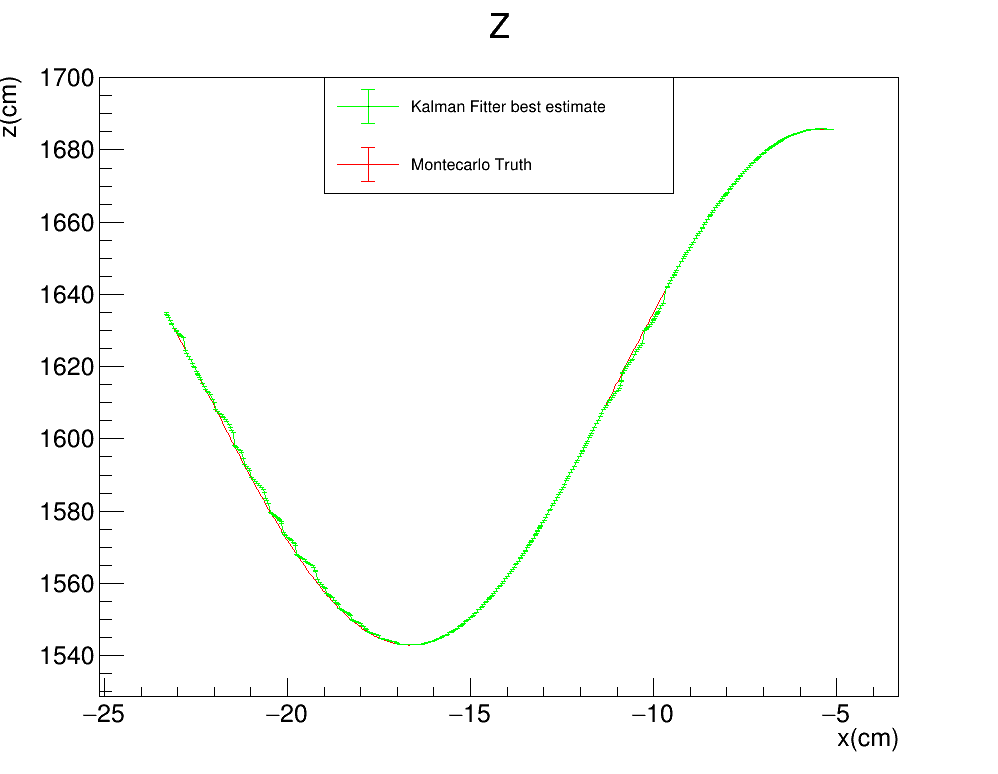 Z
z(cm)
1700
1680
1660
1640
1620
1600
1580
1560
1540
Kalman Fitter best estimate
Montecarlo Truth
−25 −20 −15 −10 −5
x(cm)